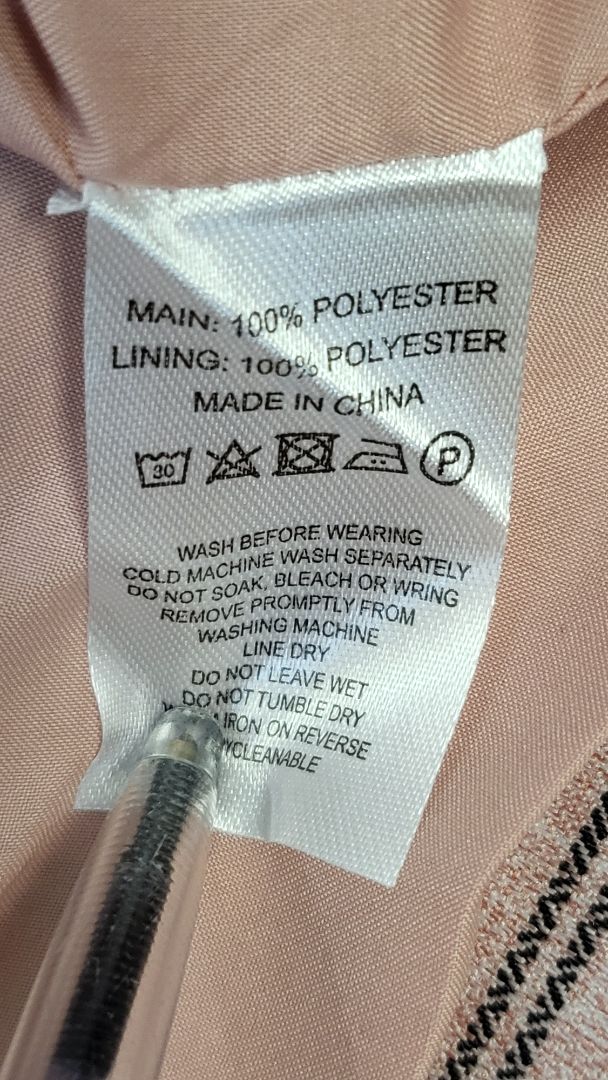 MAIN: 100% POLYESTER
LINING: 100% POLYESTER
MADE IN CHINA
30 P
WASH BEFORE WEARING
COLD MACHINE WASH SEPARATELY
DO NOT SOAK, BLEACH OR WRING
REMOVE PROMPTLY FROM
WASHING MACHINE
LINE DRY
DO NOT LEAVE WET
DO NOT TUMBLE DRY
IRON ON REVERSE